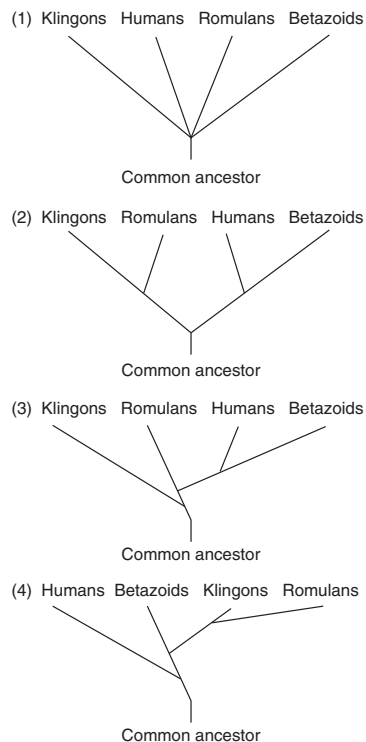 (1) Klingons Humans Romulans Betazoids
Common ancestor
(2) Klingons Romulans Humans Betazoids
Common ancestor
(3) Klingons Romulans Humans Betazoids
Common ancestor
(4) Humans Betazoids Klingons Romulans
Common ancestor